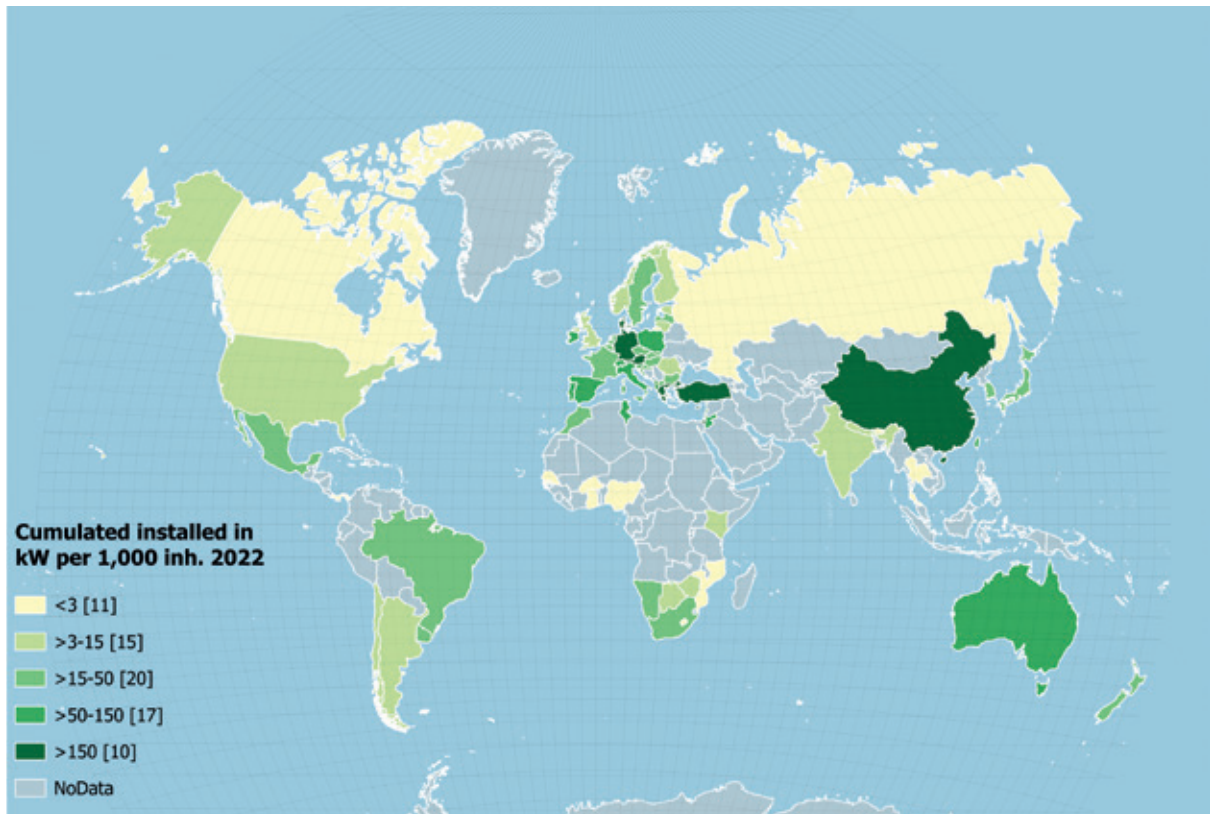 Cumulated installed in
kW per 1,000 inh. 2022
<3 [11]
>3-15 [15]
>15-50 [20]
>50-150 [17]
>150 [10]
NoData